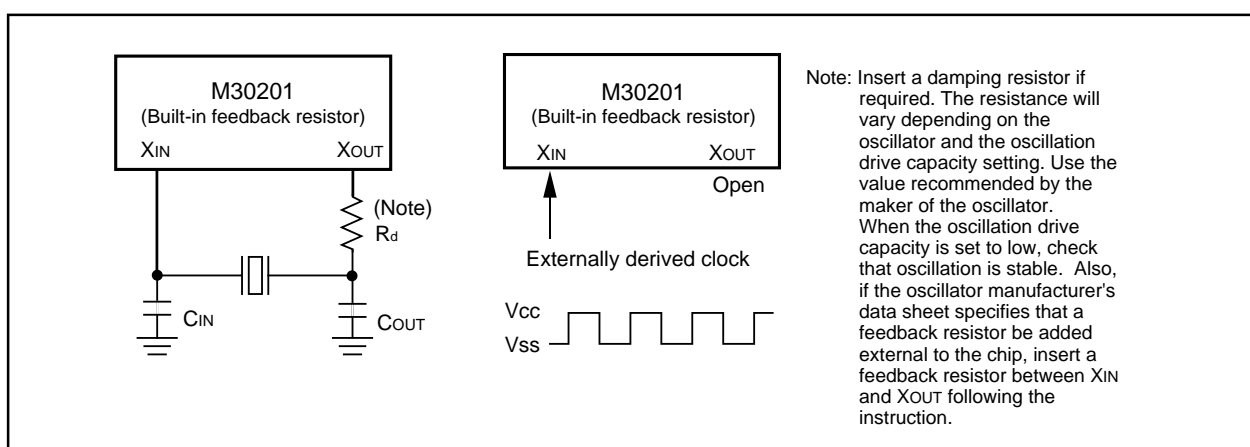 M30201
(Built-in feedback resistor)
XIN XOUT
(Note)
Rd
CIN
COUT
M30201
(Built-in feedback resistor)
XIN XOUT
Open
Externally derived clock
Vcc
Vss
Note: Insert a damping resistor if
required. The resistance will
vary depending on the
oscillator and the oscillation
drive capacity setting. Use the
value recommended by the
maker of the oscillator.
When the oscillation drive
capacity is set to low, check
that oscillation is stable.  Also,
if the oscillator manufacturer's
data sheet specifies that a
feedback resistor be added
external to the chip, insert a
feedback resistor between XIN
and XOUT following the
instruction.